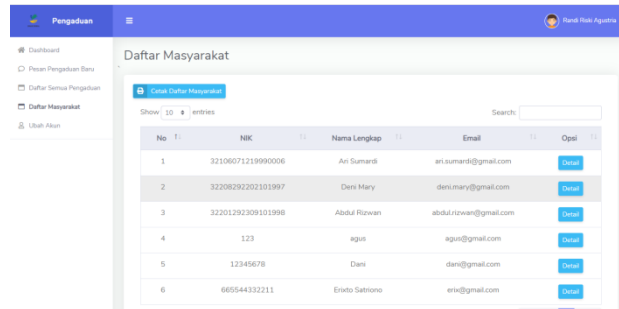 Pengaduan
Randi Riski Agustria
Dashboard
Pesan Pengaduan Baru
Daftar Semua Pengaduan
Daftar Masyarakat
Ubah Akun
Daftar Masyarakat
Cetak Daftar Masyarakat
Show 10 entries Search:
No NIK Nama Lengkap Email Opsi
1 32106071219990006 Ari Sumardi ari.sumardi@gmail.com Detail
2 32208292202101997 Deni Mary deni.mary@gmail.com Detail
3 32201292309101998 Abdul Rizwan abdul.rizwan@gmail.com Detail
4 123 agus agus@gmail.com Detail
5 12345678 Dani dani@gmail.com Detail
6 665544332211 Erixto Satriono erix@gmail.com Detail